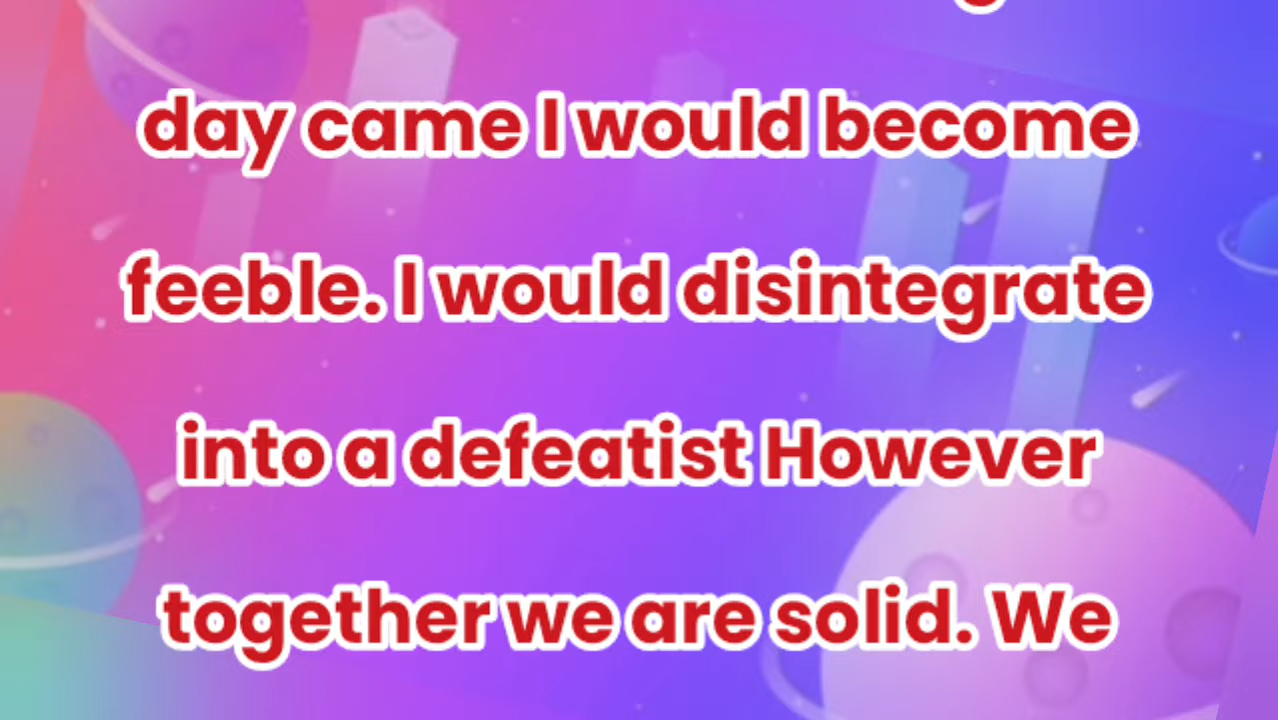 day came I would become
feeble. I would disintegrate
into a defeatist However
together we are solid. We